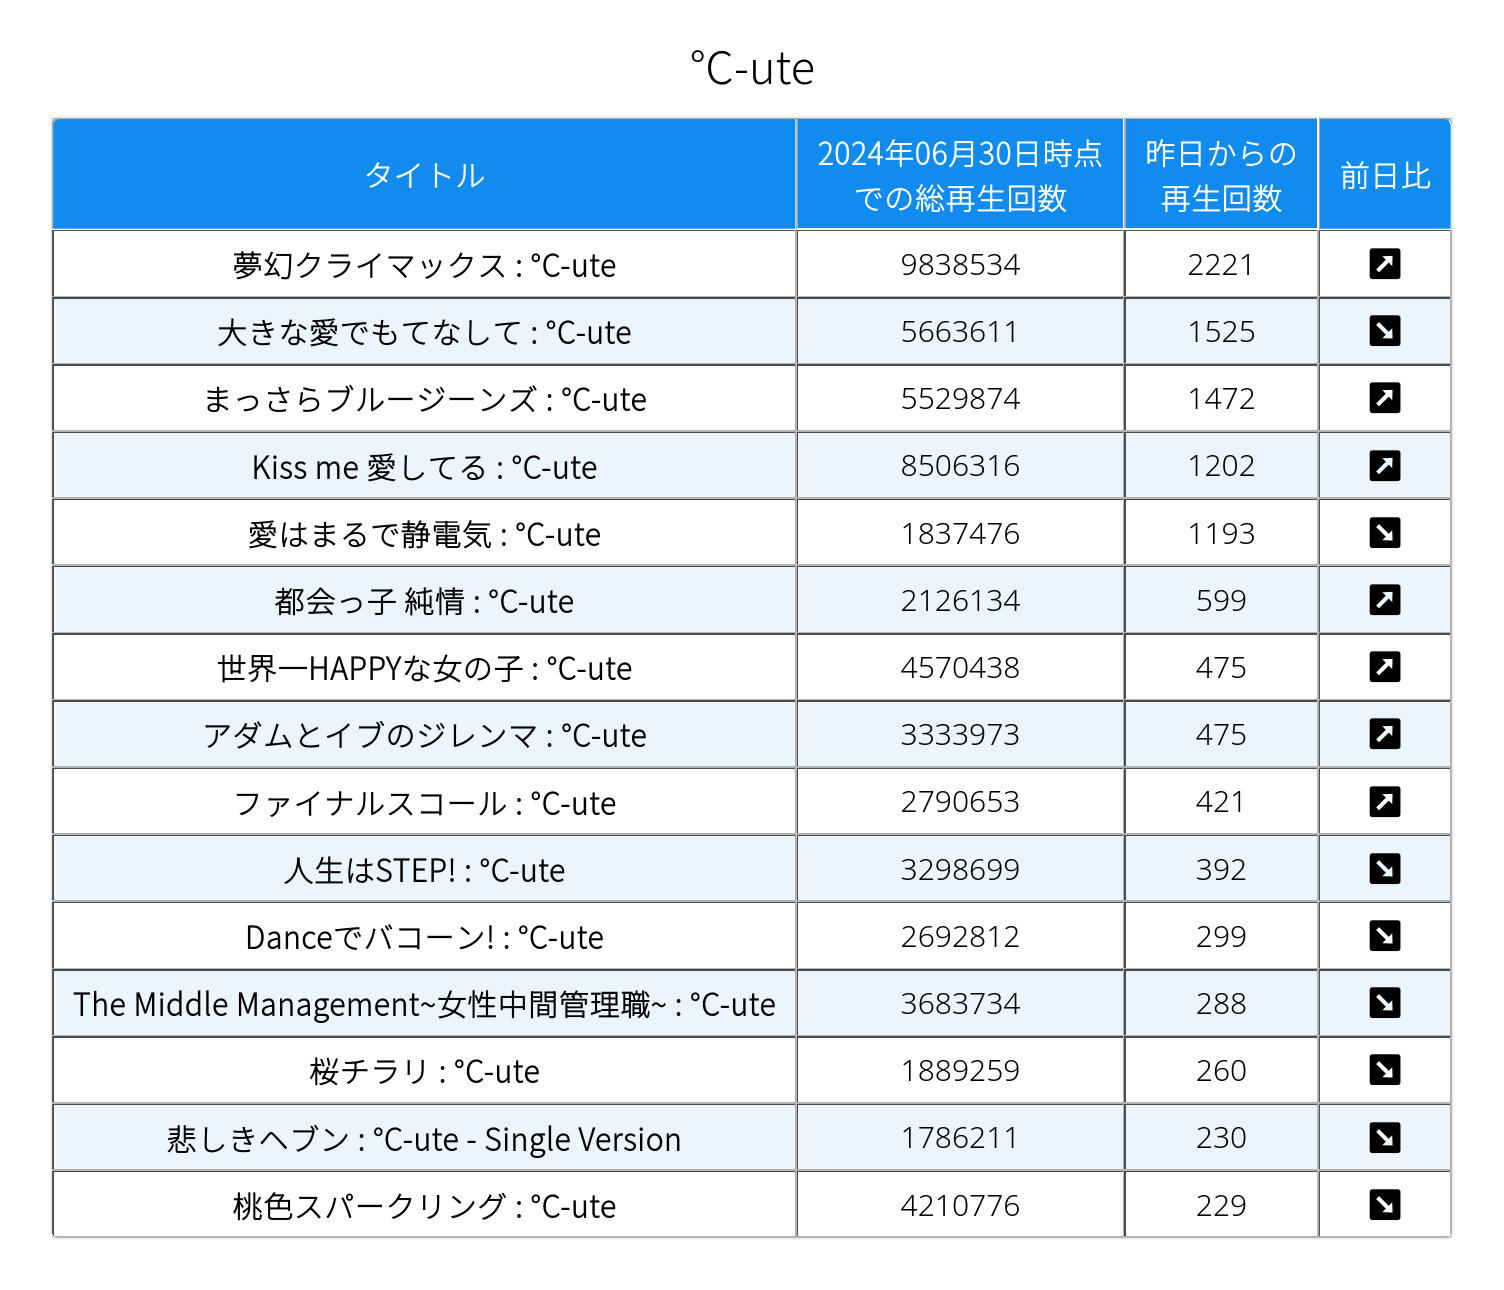 °C-ute
タイトル
2024年06月30日時点
での総再生回数
昨日からの
再生回数
前日比
夢幻クライマックス : °C-ute 9838534 2221 ↗
大きな愛でもてなして : °C-ute 5663611 1525 ↘
まっさらブルージーンズ : °C-ute 5529874 1472 ↗
Kiss me 愛してる : °C-ute 8506316 1202 ↗
愛はまるで静電気 : °C-ute 1837476 1193 ↘
都会っ子 純情 : °C-ute 2126134 599 ↗
世界一HAPPYな女の子 : °C-ute 4570438 475 ↗
アダムとイブのジレンマ : °C-ute 3333973 475 ↗
ファイナルスコール : °C-ute 2790653 421 ↗
人生はSTEP! : °C-ute 3298699 392 ↘
Danceでバコーン! : °C-ute 2692812 299 ↘
The Middle Management~女性中間管理職~ : °C-ute 3683734 288 ↘
桜チラリ : °C-ute 1889259 260 ↘
悲しきヘブン : °C-ute - Single Version 1786211 230 ↘
桃色スパークリング : °C-ute 4210776 229 ↘